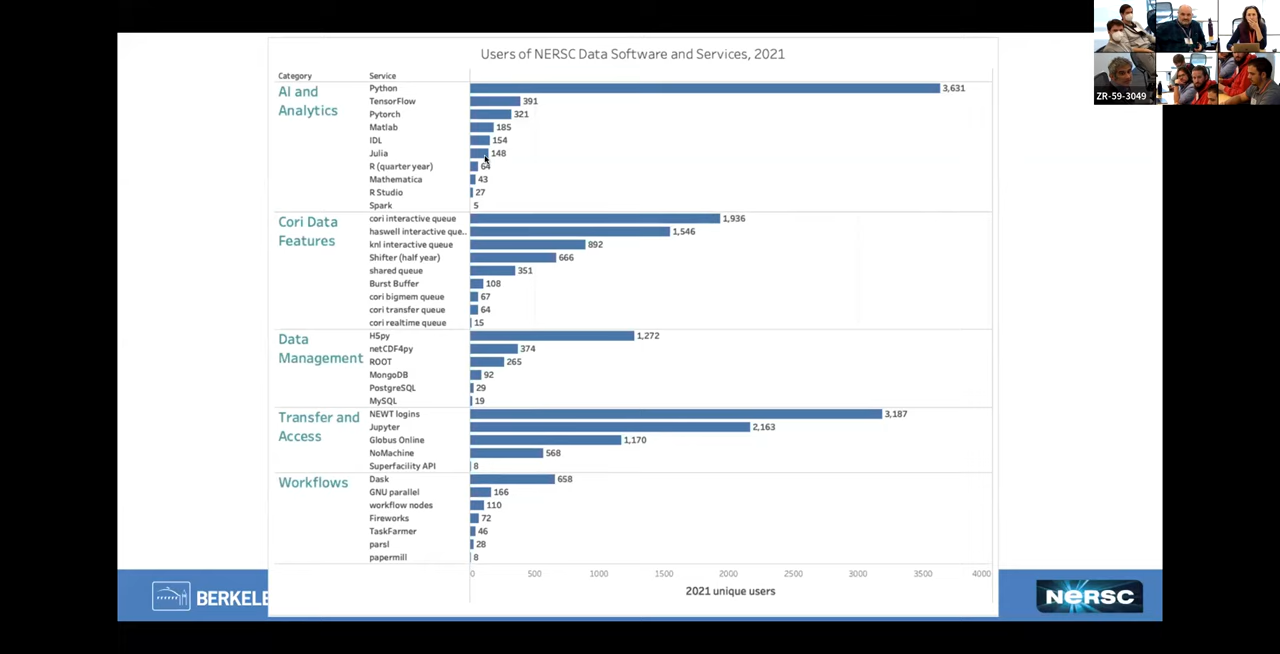 Users of NERSC Data Software and Services, 2021
Category Service
AI and Analytics
Python 3,631
TensorFlow 391
Pytorch 321
Matlab 185
IDL 154
Julia 148
R (quarter year) 64
Mathematica 43
R Studio 27
Spark 5
Cori Data Features
cori interactive queue 1,936
haswell interactive que.. 1,546
knl interactive queue 892
Shifter (half year) 666
shared queue 351
Burst Buffer 108
cori bigmem queue 67
cori transfer queue 64
cori realtime queue 15
Data Management
H5py 1,272
netCDF4py 374
ROOT 265
MongoDB 92
PostgreSQL 29
MySQL 19
Transfer and Access
NEWT logins 3,187
Jupyter 2,163
Globus Online 1,170
NoMachine 568
Superfacility API 8
Workflows
Dask 658
GNU parallel 166
workflow nodes 110
Fireworks 72
TaskFarmer 46
parsl 28
papermill 8
0 500 1000 1500 2000 2500 3000 3500 4000
2021 unique users
BERKELE
NERSC
ZR-59-3049